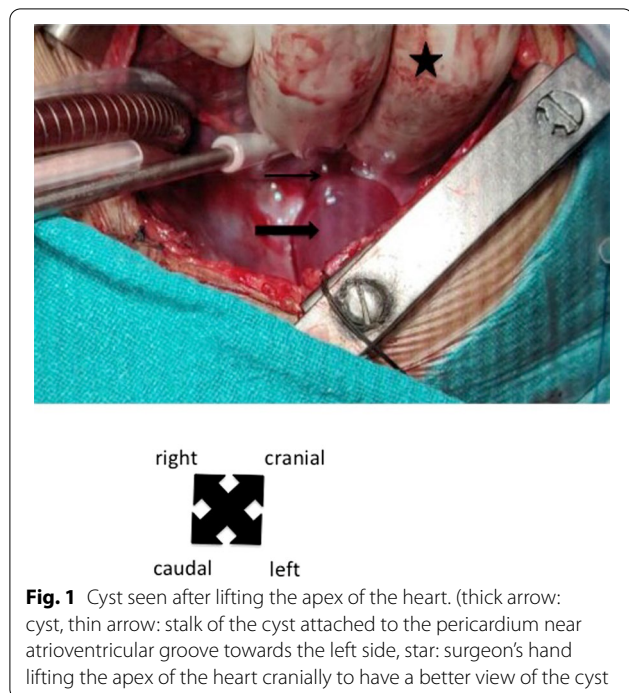 right cranial
caudal left
Fig. 1 Cyst seen after lifting the apex of the heart. (thick arrow:
cyst, thin arrow: stalk of the cyst attached to the pericardium near
atrioventricular groove towards the left side, star: surgeon's hand
lifting the apex of the heart cranially to have a better view of the cyst